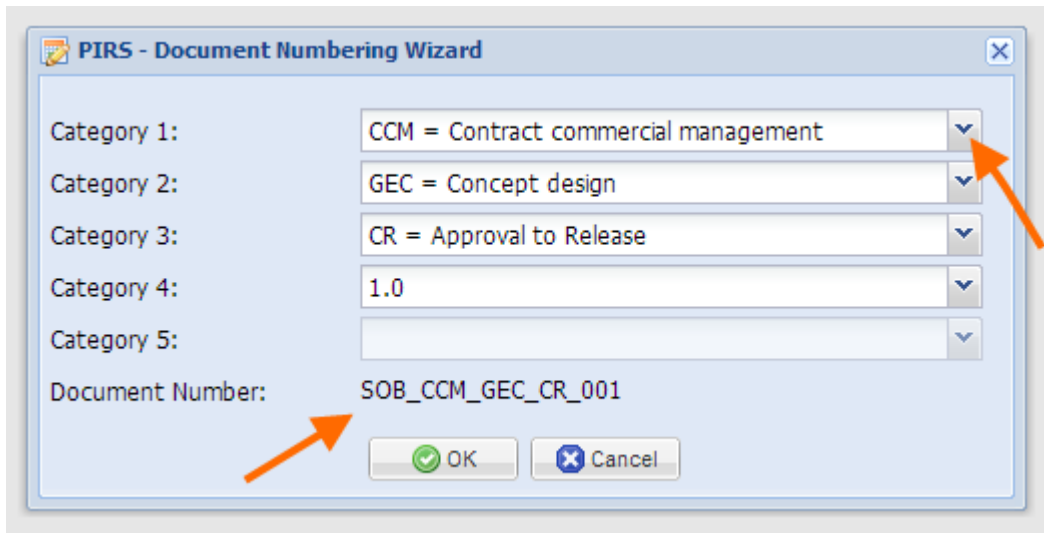 PIRS - Document Numbering Wizard
Category 1: CCM = Contract commercial management
Category 2: GEC = Concept design
Category 3: CR = Approval to Release
Category 4: 1.0
Category 5:
Document Number: SOB_CCM_GEC_CR_001
OK Cancel